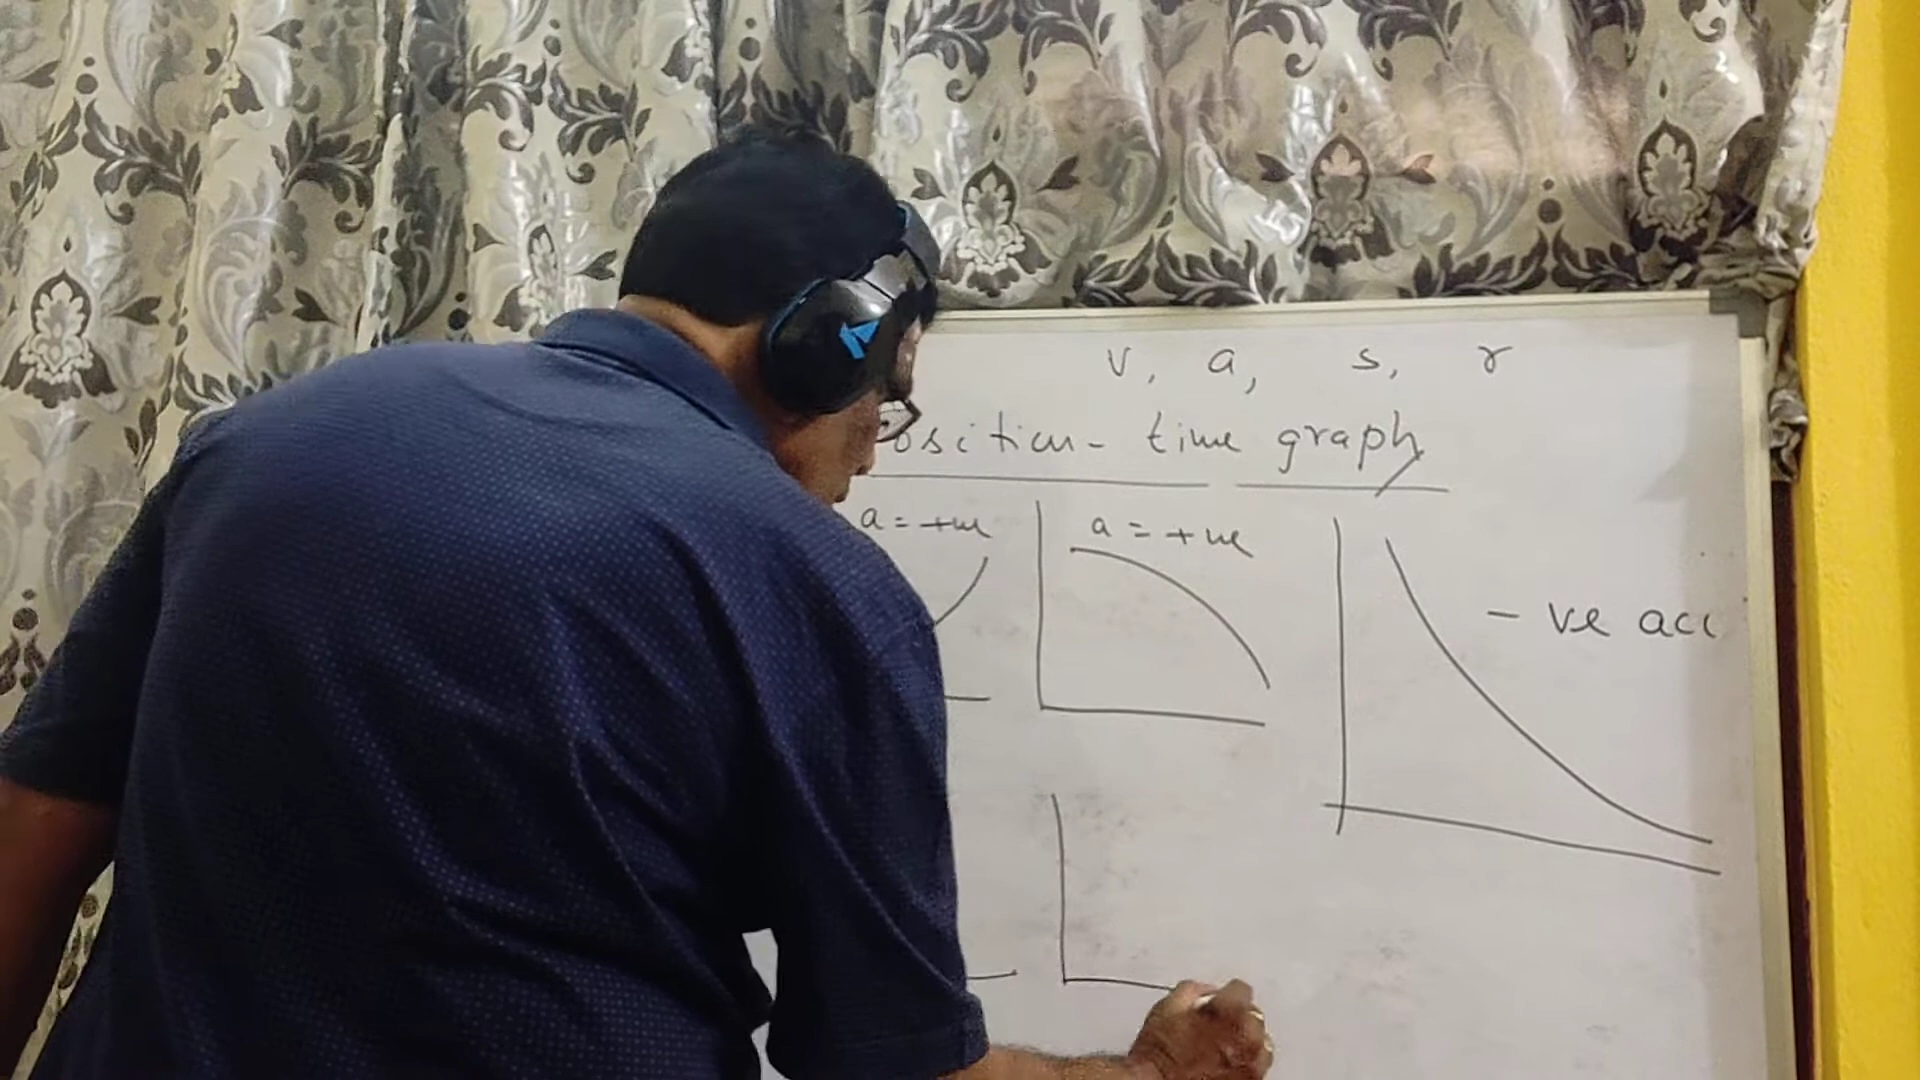 v, a, s, r
osition- time graph
a = +ve
a = +ve
- ve acc